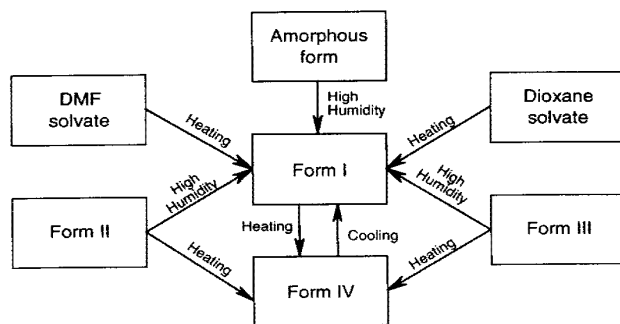 Amorphous
form
DMF
solvate
High
Humidity
Dioxane
solvate
Heating
Heating
Form I
High
Humidity
High
Humidity
Form II
Heating
Cooling
Form III
Heating
Heating
Form IV